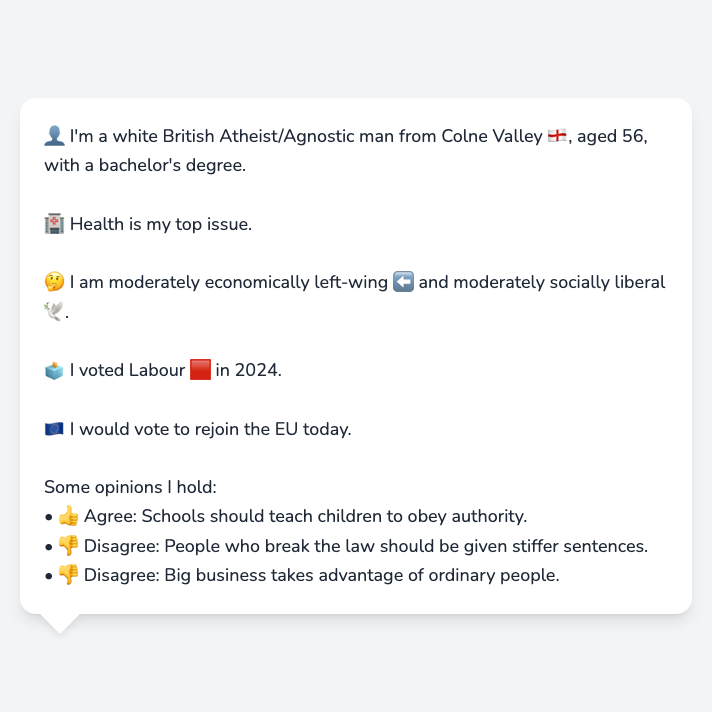 👤 I'm a white British Atheist/Agnostic man from Colne Valley 🏴󠁧󠁢󠁥󠁮󠁧󠁿, aged 56,
with a bachelor's degree.
🏥 Health is my top issue.
🤔 I am moderately economically left-wing ⬅️ and moderately socially liberal
🕊️.
🗳️ I voted Labour 🟥 in 2024.
🇪🇺 I would vote to rejoin the EU today.
Some opinions I hold:
• 👍 Agree: Schools should teach children to obey authority.
• 👎 Disagree: People who break the law should be given stiffer sentences.
• 👎 Disagree: Big business takes advantage of ordinary people.